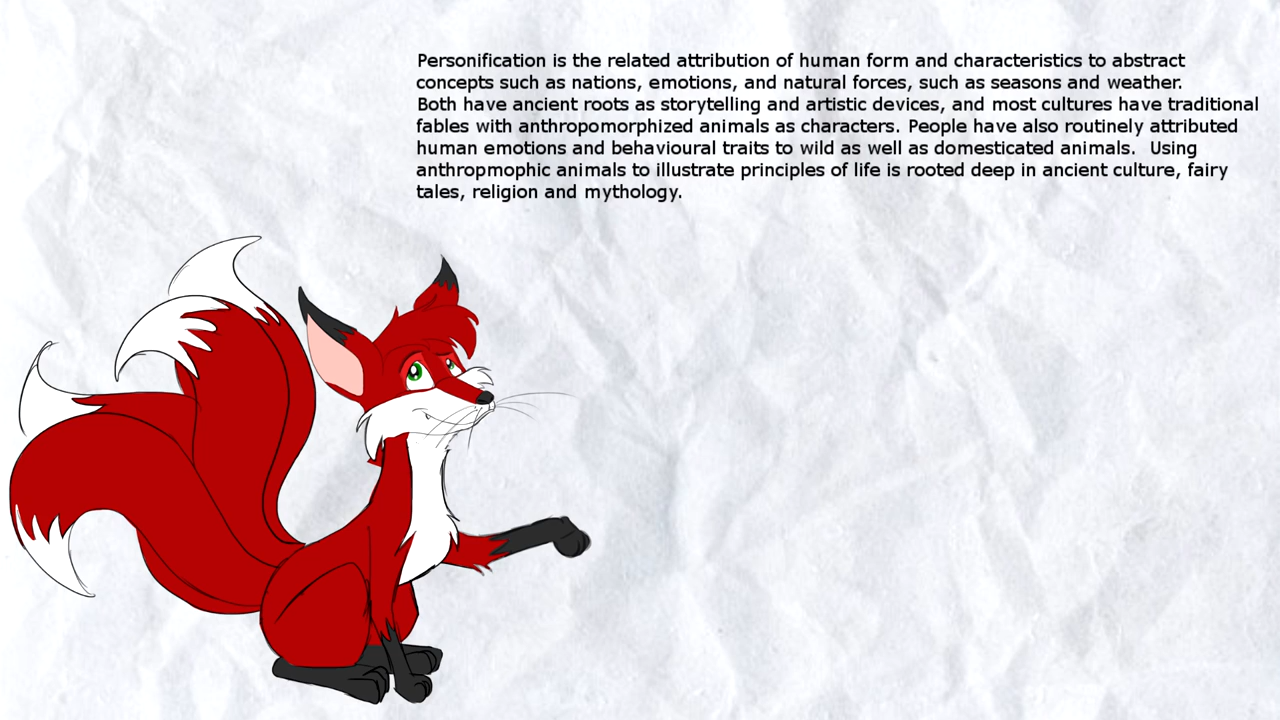 Personification is the related attribution of human form and characteristics to abstract
concepts such as nations, emotions, and natural forces, such as seasons and weather.
Both have ancient roots as storytelling and artistic devices, and most cultures have traditional
fables with anthropomorphized animals as characters. People have also routinely attributed
human emotions and behavioural traits to wild as well as domesticated animals.  Using
anthropmophic animals to illustrate principles of life is rooted deep in ancient culture, fairy
tales, religion and mythology.